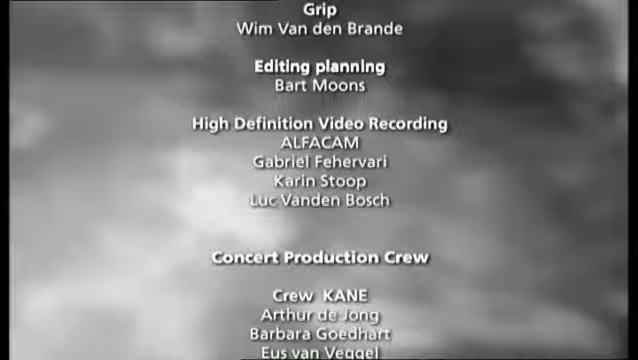 Grip
Wim Van den Brande
Editing planning
Bart Moons
High Definition Video Recording
ALFACAM
Gabriel Fehervari
Karin Stoop
Luc Vanden Bosch
Concert Production Crew
Crew KANE
Arthur de Jong
Barbara Goedhart
Eus van Veggel